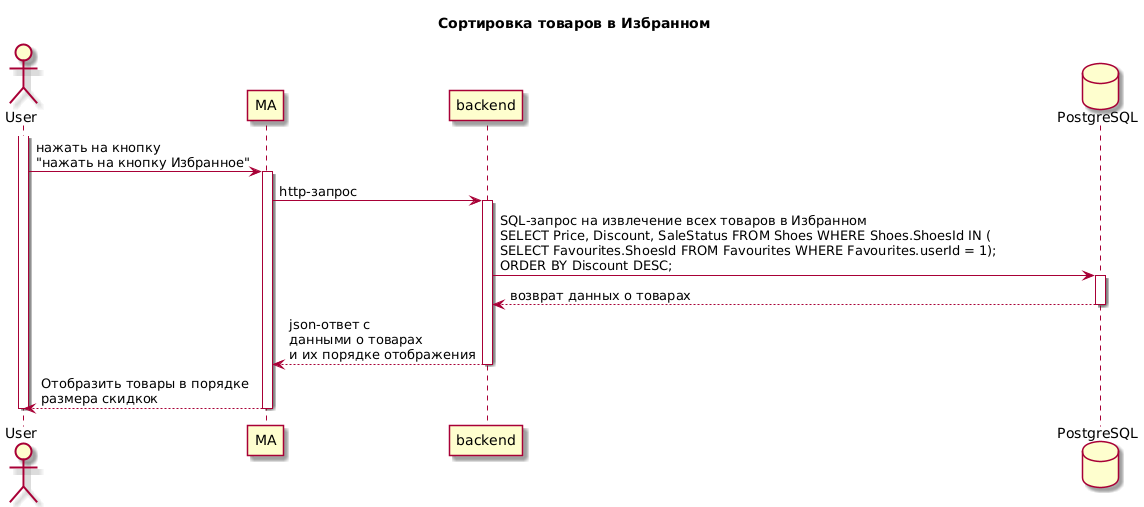 Сортировка товаров в Избранном
User
MA
backend
PostgreSQL
нажать на кнопку
"нажать на кнопку Избранное"
http-запрос
SQL-запрос на извлечение всех товаров в Избранном
SELECT Price, Discount, SaleStatus FROM Shoes WHERE Shoes.ShoesId IN (
SELECT Favourites.ShoesId FROM Favourites WHERE Favourites.userId = 1);
ORDER BY Discount DESC;
возврат данных о товарах
json-ответ с
данными о товарах
и их порядке отображения
Отобразить товары в порядке
размера скидкок
User
MA
backend
PostgreSQL